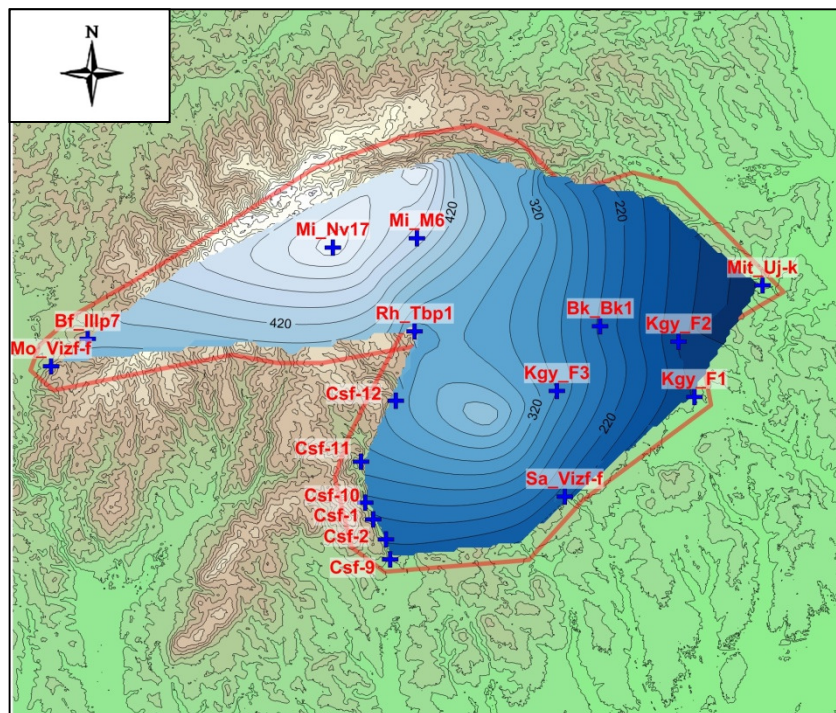 N
420
320
220
Mi_Nv17
Mi_M6
Mit_Uj-k
Bf_IIIp7
420
Rh_Tbp1
Bk_Bk1
Kgy_F2
Mo_Vizf-f
Kgy_F3
Kgy_F1
Csf-12
320
220
Csf-11
Sa_Vizf-f
Csf-10
Csf-1
Csf-2
Csf-9